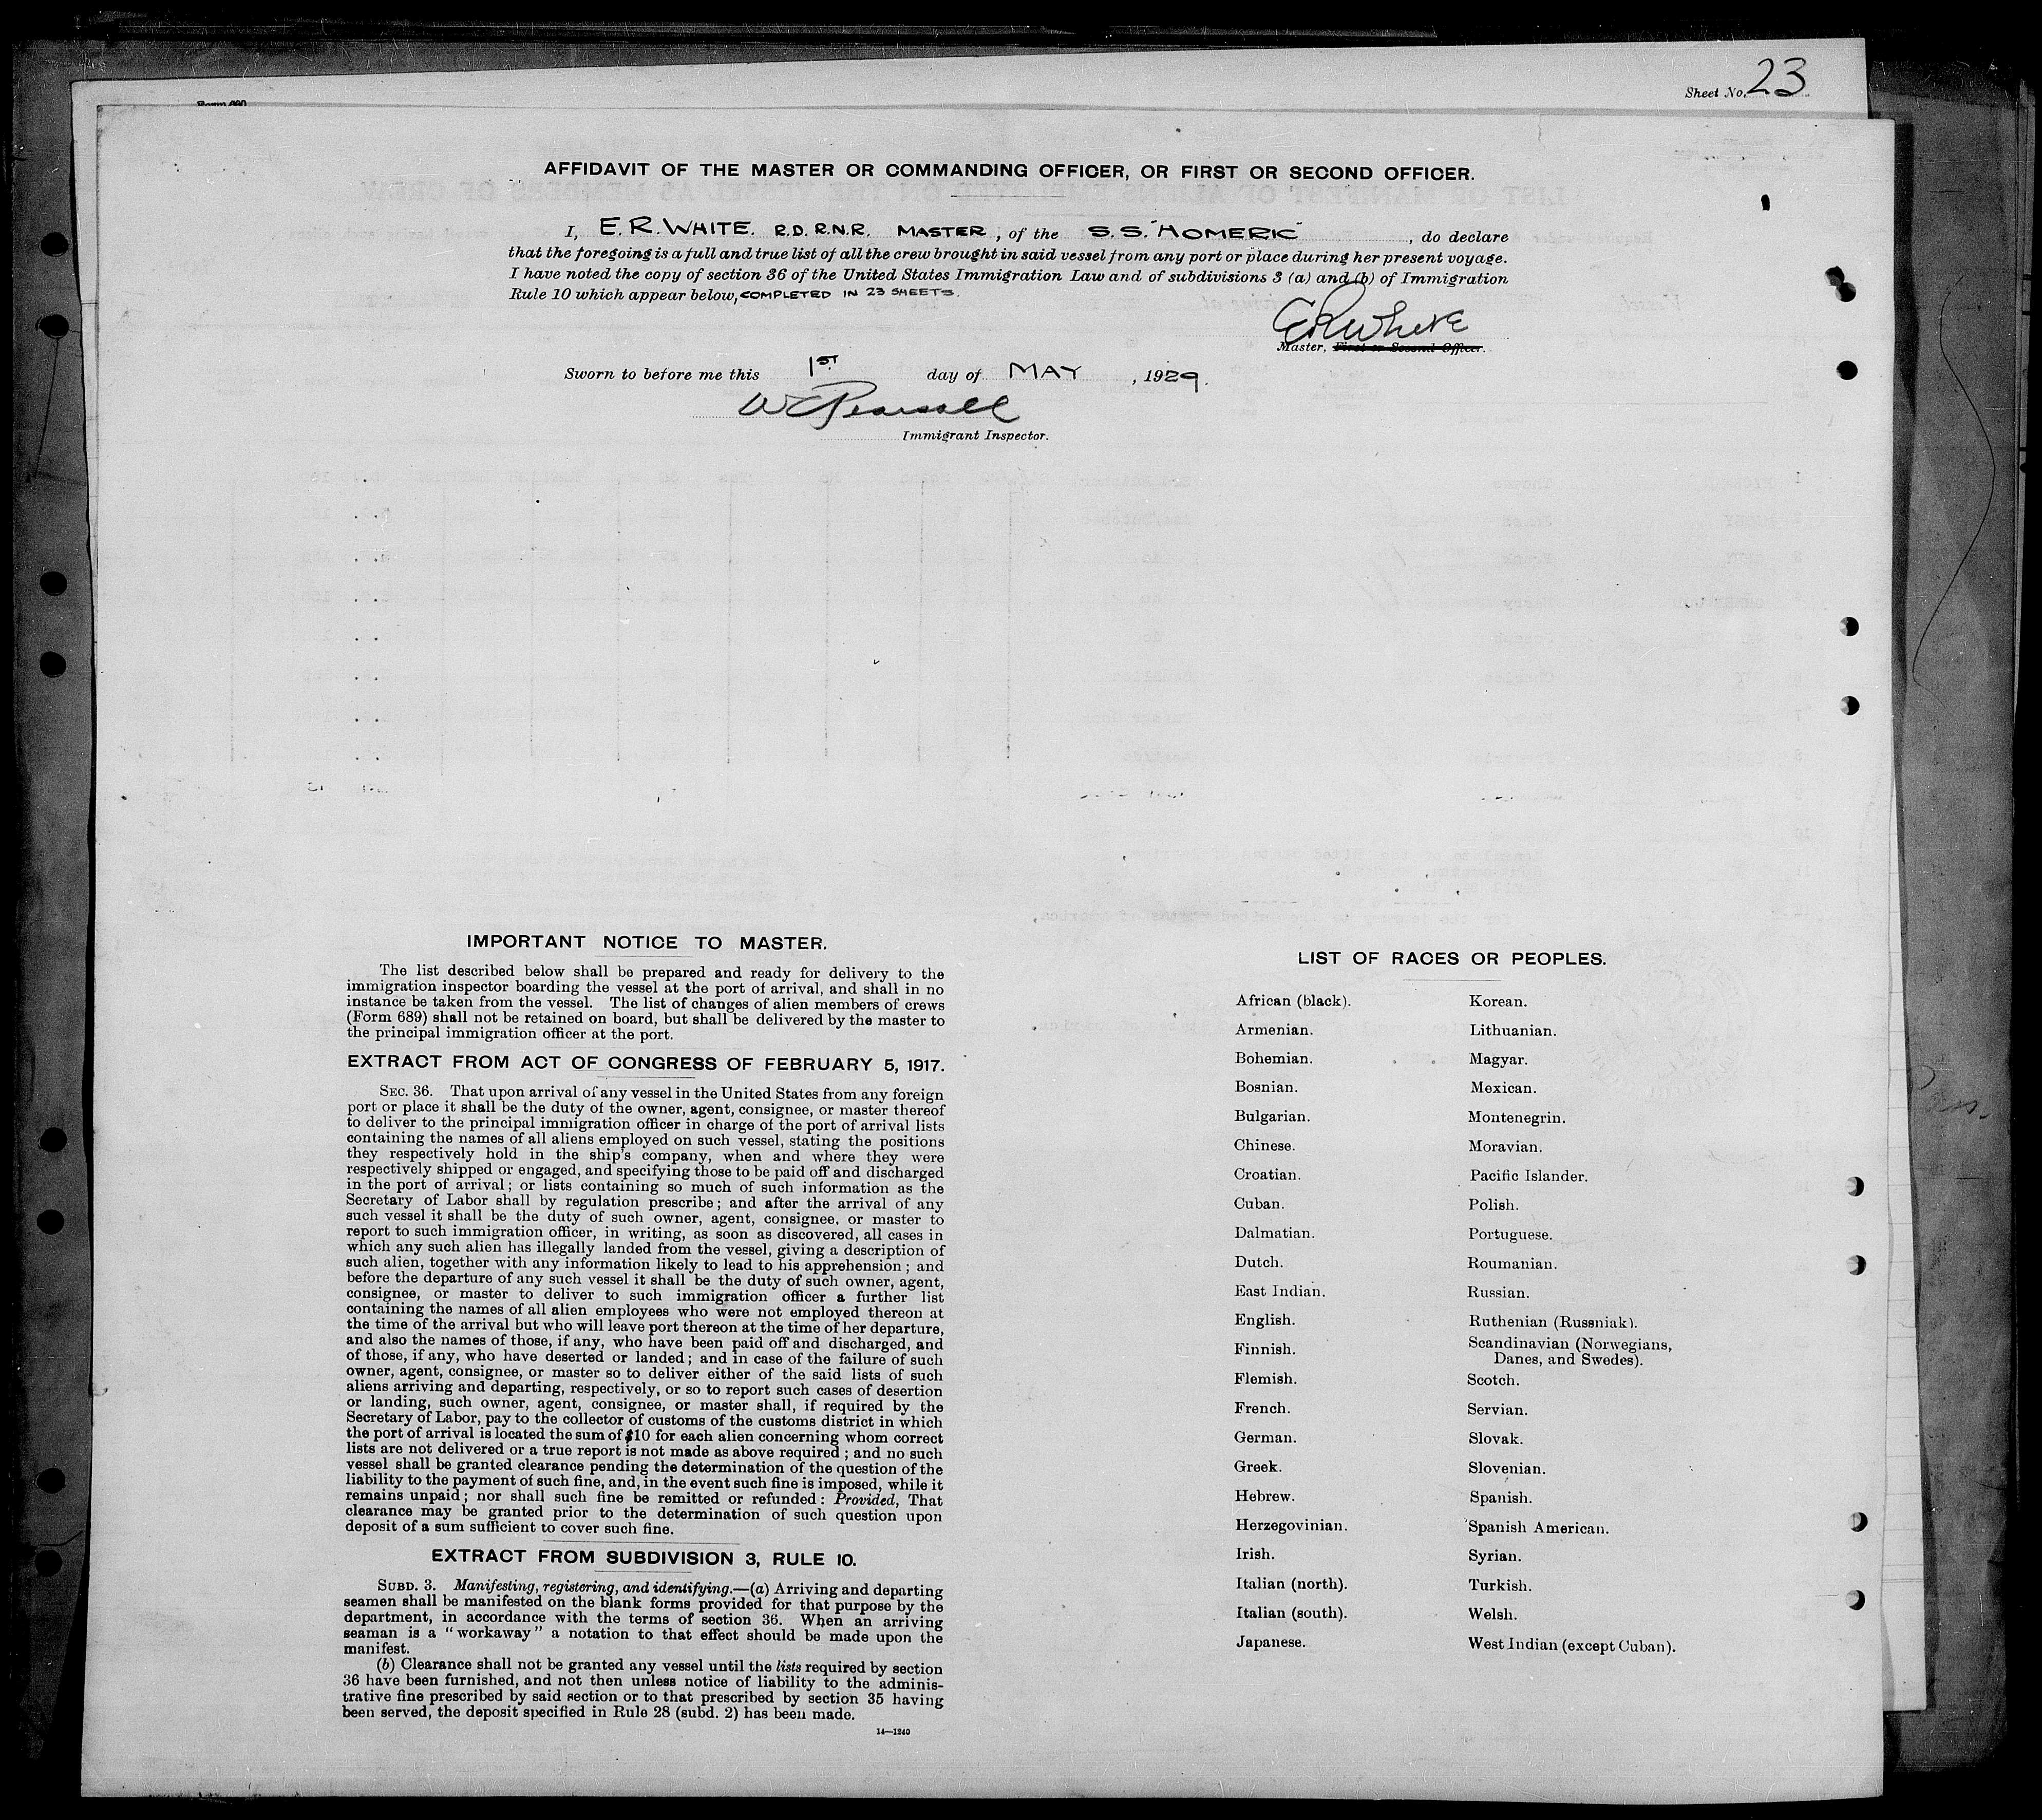 Sheet No. 23
AFFIDAVIT OF THE MASTER OR COMMANDING OFFICER, OR FIRST OR SECOND OFFICER.
I, E. R. WHITE. R.D. R.N.R. MASTER, of the S.S. "HOMERIC", do declare
that the foregoing is a full and true list of all the crew brought in said vessel from any port or place during her present voyage.
I have noted the copy of section 36 of the United States Immigration Law and of subdivisions 3 (a) and (b) of Immigration
Rule 10 which appear below, COMPLETED IN 23 SHEETS.
E R White
Master, First or Second Officer.
Sworn to before me this 1ST day of MAY, 1929.
W C Pearsall
Immigrant Inspector.
IMPORTANT NOTICE TO MASTER.
The list described below shall be prepared and ready for delivery to the
immigration inspector boarding the vessel at the port of arrival, and shall in no
instance be taken from the vessel. The list of changes of alien members of crews
(Form 689) shall not be retained on board, but shall be delivered by the master to
the principal immigration officer at the port.
EXTRACT FROM ACT OF CONGRESS OF FEBRUARY 5, 1917.
SEC. 36. That upon arrival of any vessel in the United States from any foreign
port or place it shall be the duty of the owner, agent, consignee, or master thereof
to deliver to the principal immigration officer in charge of the port of arrival lists
containing the names of all aliens employed on such vessel, stating the positions
they respectively hold in the ship's company, when and where they were
respectively shipped or engaged, and specifying those to be paid off and discharged
in the port of arrival; or lists containing so much of such information as the
Secretary of Labor shall by regulation prescribe; and after the arrival of any
such vessel it shall be the duty of such owner, agent, consignee, or master to
report to such immigration officer, in writing, as soon as discovered, all cases in
which any such alien has illegally landed from the vessel, giving a description of
such alien, together with any information likely to lead to his apprehension; and
before the departure of any such vessel it shall be the duty of such owner, agent,
consignee, or master to deliver to such immigration officer a further list
containing the names of all alien employees who were not employed thereon at
the time of the arrival but who will leave port thereon at the time of her departure,
and also the names of those, if any, who have been paid off and discharged, and
of those, if any, who have deserted or landed; and in case of the failure of such
owner, agent, consignee, or master so to deliver either of the said lists of such
aliens arriving and departing, respectively, or so to report such cases of desertion
or landing, such owner, agent, consignee, or master shall, if required by the
Secretary of Labor, pay to the collector of customs of the customs district in which
the port of arrival is located the sum of $10 for each alien concerning whom correct
lists are not delivered or a true report is not made as above required; and no such
vessel shall be granted clearance pending the determination of the question of the
liability to the payment of such fine, and, in the event such fine is imposed, while it
remains unpaid; nor shall such fine be remitted or refunded: Provided, That
clearance may be granted prior to the determination of such question upon
deposit of a sum sufficient to cover such fine.
EXTRACT FROM SUBDIVISION 3, RULE 10.
SUBD. 3. Manifesting, registering, and identifying.—(a) Arriving and departing
seamen shall be manifested on the blank forms provided for that purpose by the
department, in accordance with the terms of section 36. When an arriving
seaman is a "workaway" a notation to that effect should be made upon the
manifest.
(b) Clearance shall not be granted any vessel until the lists required by section
36 have been furnished, and not then unless notice of liability to the adminis-
trative fine prescribed by said section or to that prescribed by section 35 having
been served, the deposit specified in Rule 28 (subd. 2) has been made.
14—1240
LIST OF RACES OR PEOPLES.
African (black).
Armenian.
Bohemian.
Bosnian.
Bulgarian.
Chinese.
Croatian.
Cuban.
Dalmatian.
Dutch.
East Indian.
English.
Finnish.
Flemish.
French.
German.
Greek.
Hebrew.
Herzegovinian.
Irish.
Italian (north).
Italian (south).
Japanese.
Korean.
Lithuanian.
Magyar.
Mexican.
Montenegrin.
Moravian.
Pacific Islander.
Polish.
Portuguese.
Roumanian.
Russian.
Ruthenian (Russniak).
Scandinavian (Norwegians,
Danes, and Swedes).
Scotch.
Servian.
Slovak.
Slovenian.
Spanish.
Spanish American.
Syrian.
Turkish.
Welsh.
West Indian (except Cuban).